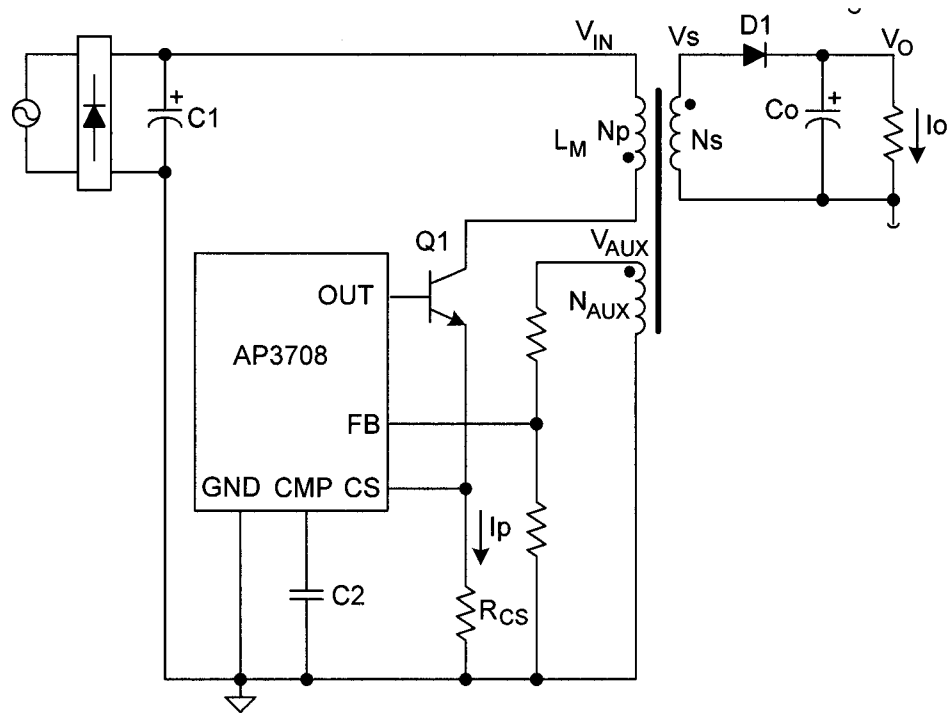 V_IN
Vs
D1
V_O
C1
L_M
Np
Ns
Co
Io
Q1
V_AUX
OUT
N_AUX
AP3708
FB
GND
CMP
CS
Ip
C2
R_CS